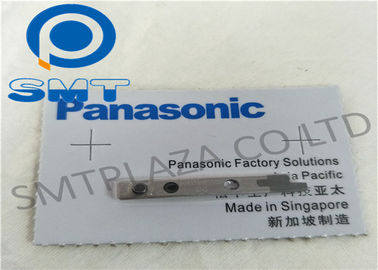 SMT
Panasonic
Panasonic Factory Solutions
ia Pacific
SMTPLAZA CO.,LTD
科技亚太
Made in Singapore
新加坡制造